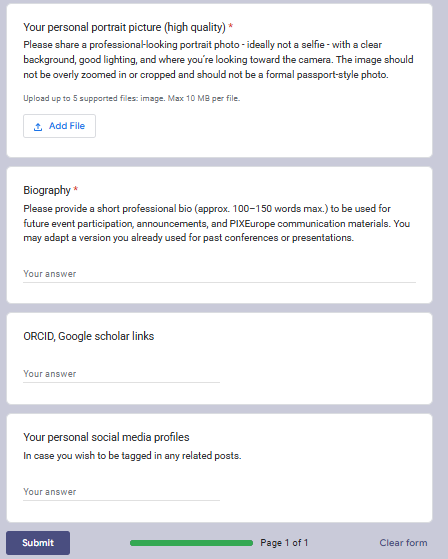 Your personal portrait picture (high quality) *
Please share a professional-looking portrait photo - ideally not a selfie - with a clear
background, good lighting, and where you're looking toward the camera. The image should
not be overly zoomed in or cropped and should not be a formal passport-style photo.
Upload up to 5 supported files: image. Max 10 MB per file.
Add File
Biography *
Please provide a short professional bio (approx. 100–150 words max.) to be used for
future event participation, announcements, and PIXEurope communication materials. You
may adapt a version you already used for past conferences or presentations.
Your answer
ORCID, Google scholar links
Your answer
Your personal social media profiles
In case you wish to be tagged in any related posts.
Your answer
Submit
Page 1 of 1
Clear form